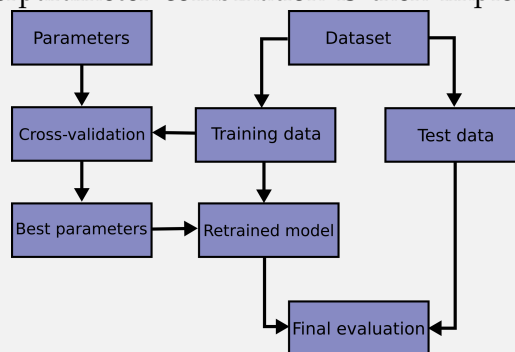 Parameters
Dataset
Cross-validation
Training data
Test data
Best parameters
Retrained model
Final evaluation